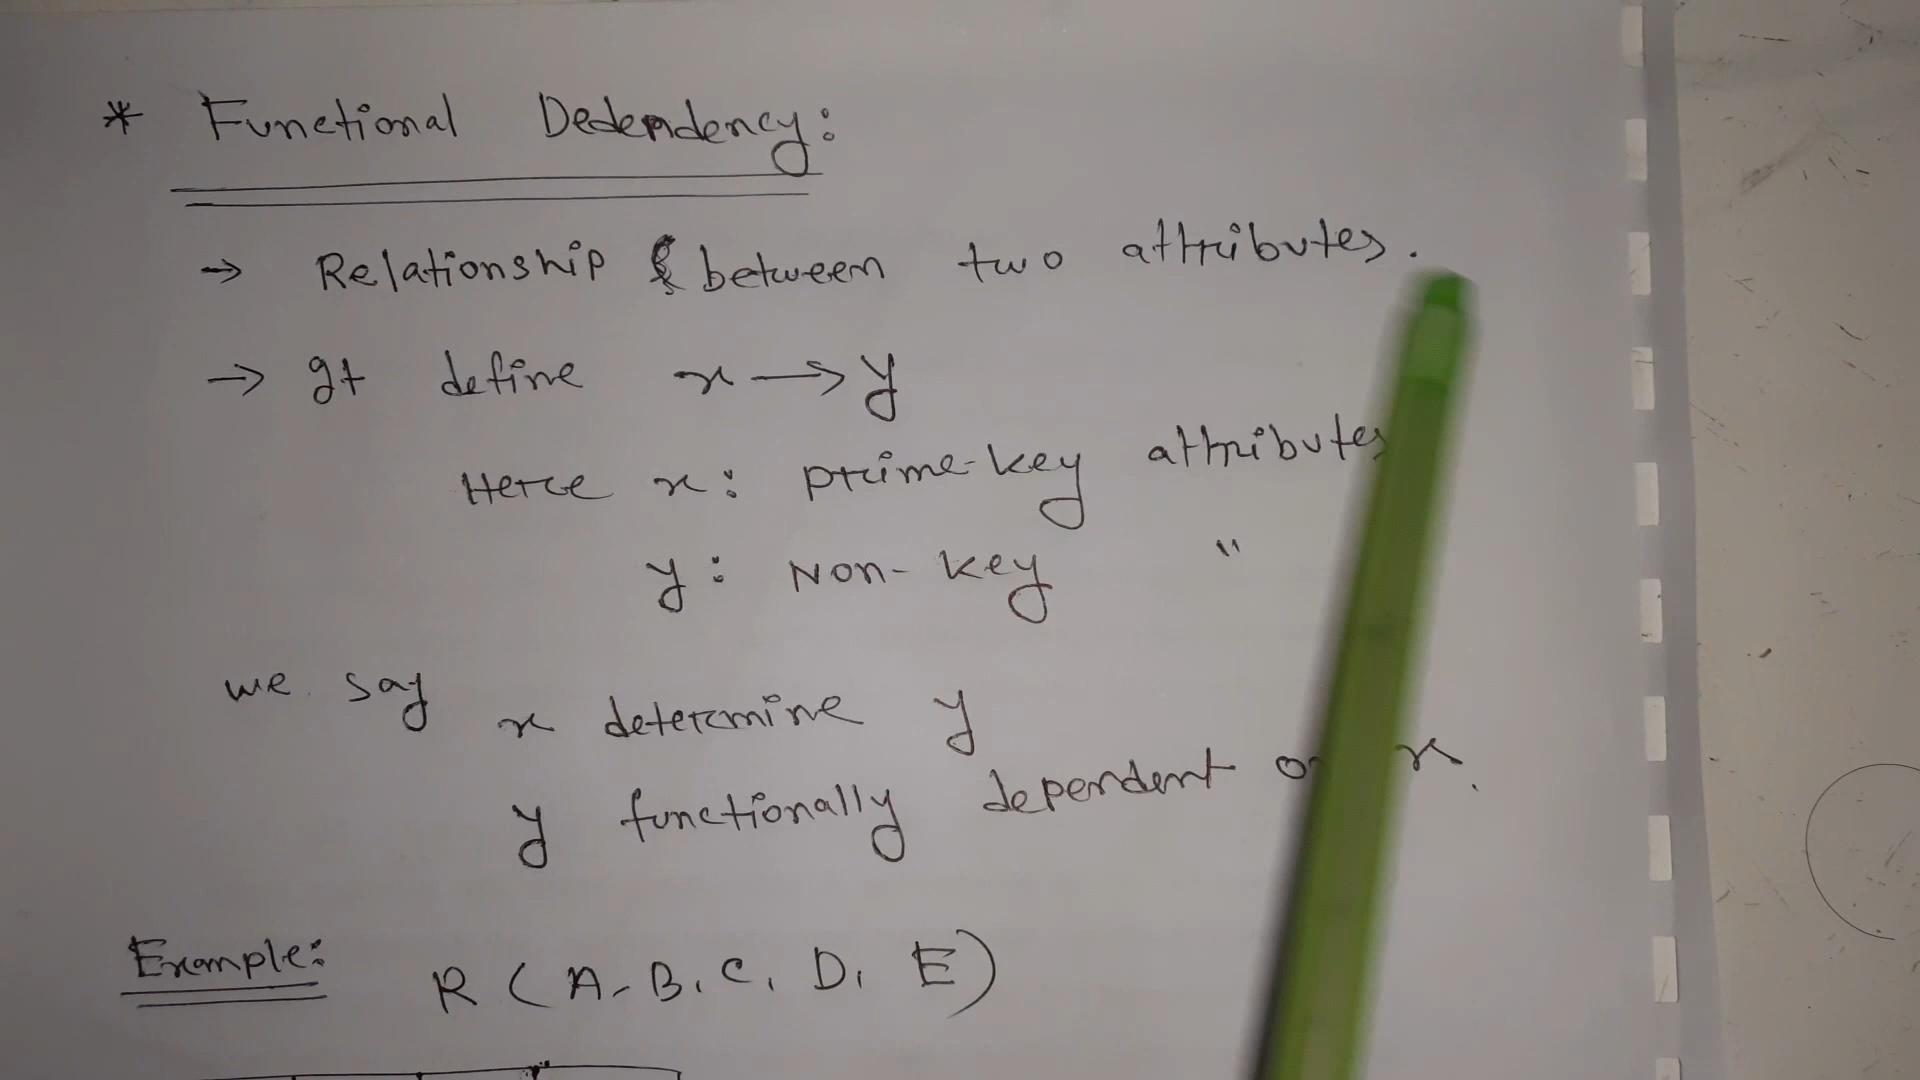 * Functional Dedendency:
→ Relationship between two attributes.
→ It define x → y
Here x: prime-key attributes
y: Non-key "
we say x determine y
y functionally dependent on x.
Example: R (A, B, C, D, E)